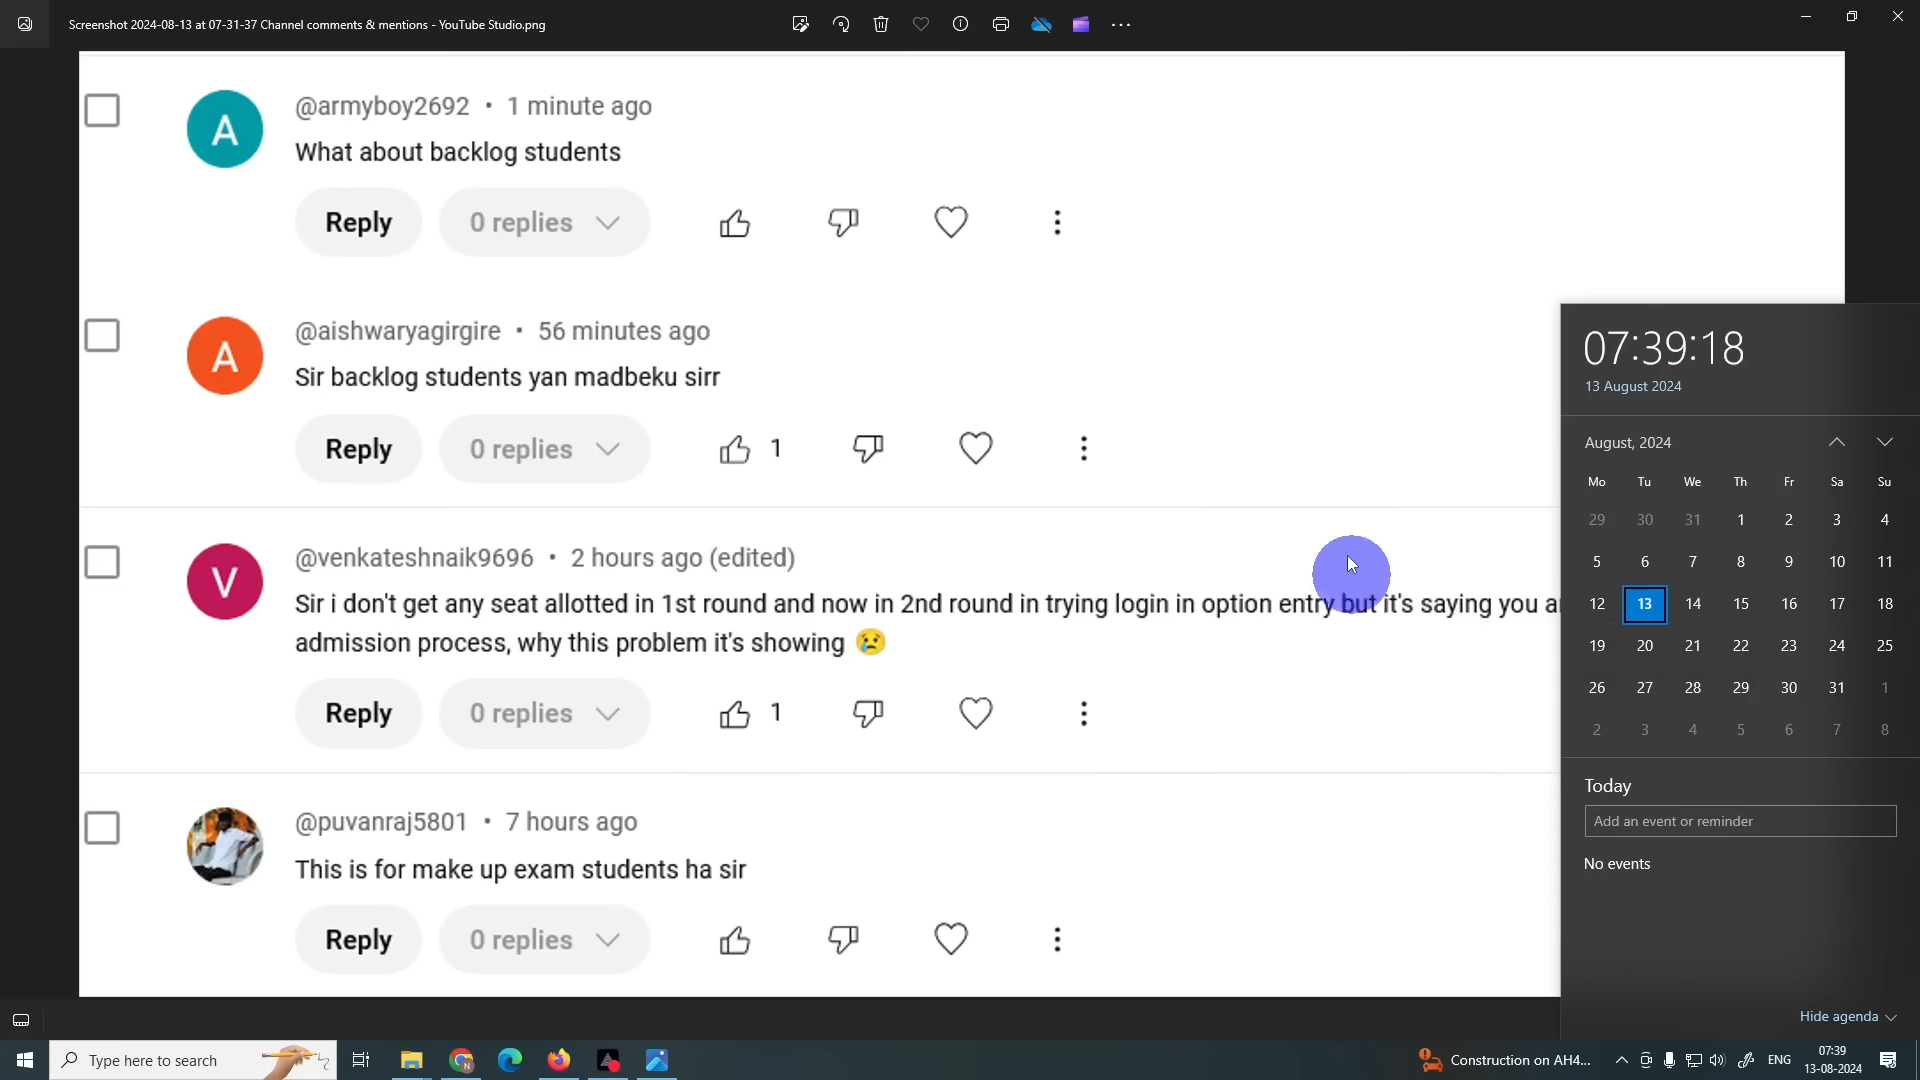 Screenshot 2024-08-13 at 07-31-37 Channel comments & mentions - YouTube Studio.png
A
@armyboy2692 • 1 minute ago
What about backlog students
Reply
0 replies
A
@aishwaryagirgire • 56 minutes ago
Sir backlog students yan madbeku sirr
Reply
0 replies
1
V
@venkateshnaik9696 • 2 hours ago (edited)
Sir i don't get any seat allotted in 1st round and now in 2nd round in trying login in option entry but it's saying you
admission process, why this problem it's showing 😢
Reply
0 replies
1
@puvanraj5801 • 7 hours ago
This is for make up exam students ha sir
Reply
0 replies
07:39:18
13 August 2024
August, 2024
Mo Tu We Th Fr Sa Su
29 30 31 1 2 3 4
5 6 7 8 9 10 11
12 13 14 15 16 17 18
19 20 21 22 23 24 25
26 27 28 29 30 31 1
2 3 4 5 6 7 8
Today
Add an event or reminder
No events
Hide agenda
Type here to search
N
Construction on AH4...
ENG
07:39
13-08-2024